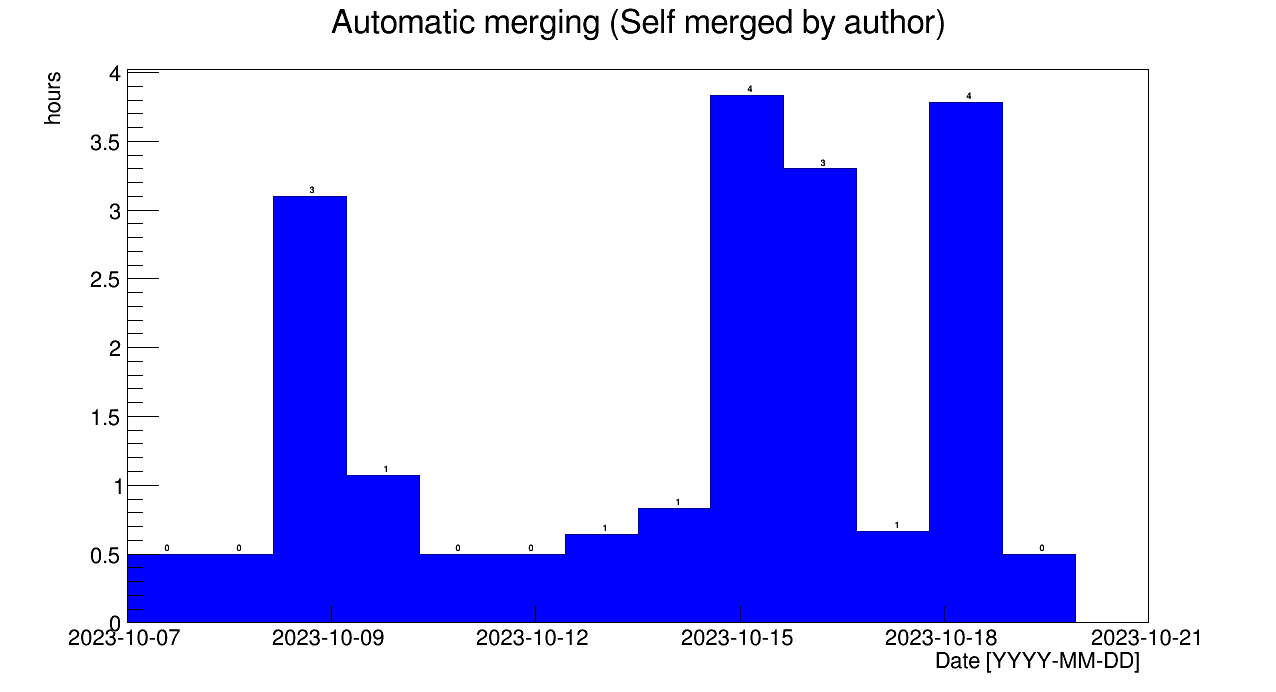 Automatic merging (Self merged by author)
hours
4
3.5
3
2.5
2
1.5
1
0.5
0
0 0 3 1 0 0 1 1 4 3 1 4 0
2023-10-07 2023-10-09 2023-10-12 2023-10-15 2023-10-18 2023-10-21
Date [YYYY-MM-DD]